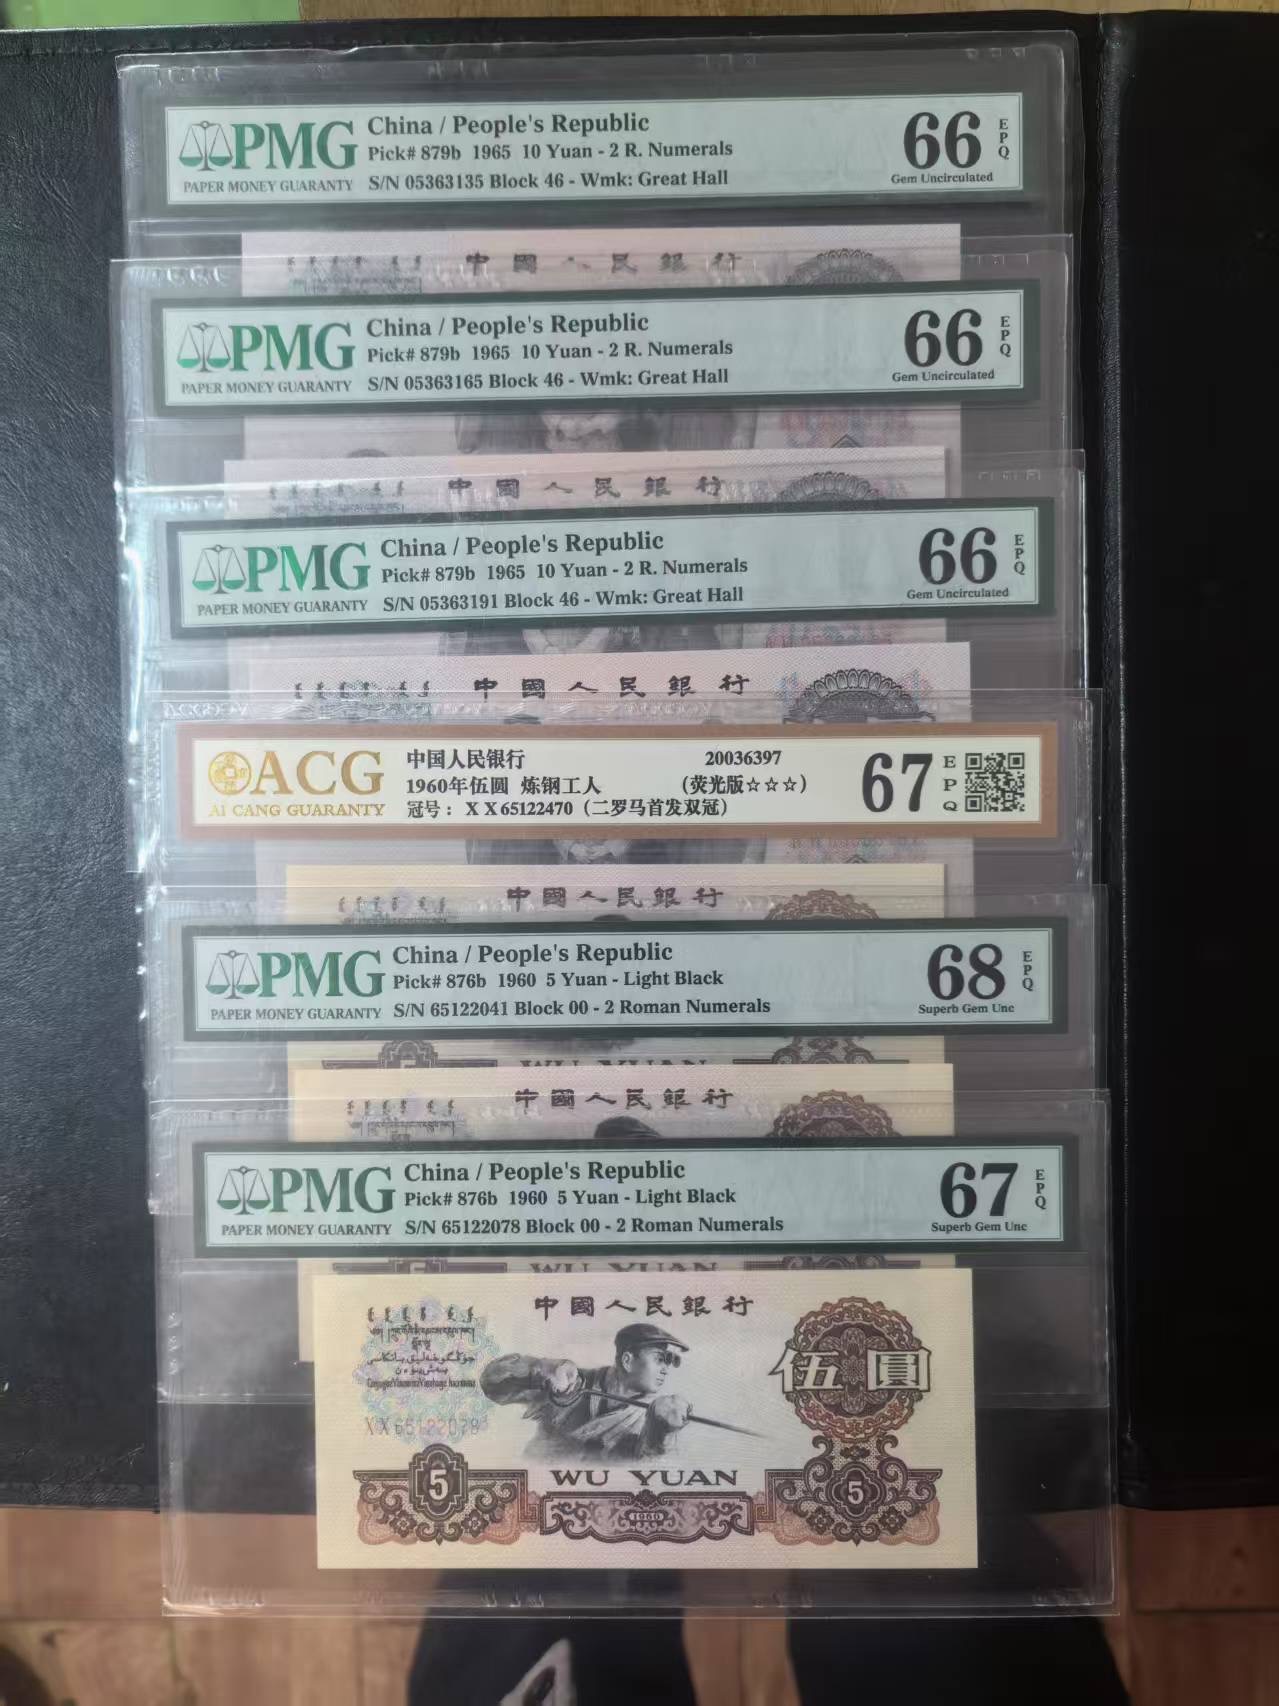 PMG
PAPER MONEY GUARANTY
China / People's Republic
Pick# 879b 1965 10 Yuan - 2 R. Numerals
S/N 05363135 Block 46 - Wmk: Great Hall
66
EPQ
Gem Uncirculated
中國人民銀行
PMG
PAPER MONEY GUARANTY
China / People's Republic
Pick# 879b 1965 10 Yuan - 2 R. Numerals
S/N 05363165 Block 46 - Wmk: Great Hall
66
EPQ
Gem Uncirculated
中國人民銀行
PMG
PAPER MONEY GUARANTY
China / People's Republic
Pick# 879b 1965 10 Yuan - 2 R. Numerals
S/N 05363191 Block 46 - Wmk: Great Hall
66
EPQ
Gem Uncirculated
中國人民銀行
ACG
AI CANG GUARANTY
中国人民银行 20036397
1960年伍圆 炼钢工人 (荧光版☆☆☆)
冠号: X X 65122470 (二罗马首发双冠)
67
EPQ
中國人民銀行
PMG
PAPER MONEY GUARANTY
China / People's Republic
Pick# 876b 1960 5 Yuan - Light Black
S/N 65122041 Block 00 - 2 Roman Numerals
68
EPQ
Superb Gem Unc
WU YUAN
中國人民銀行
PMG
PAPER MONEY GUARANTY
China / People's Republic
Pick# 876b 1960 5 Yuan - Light Black
S/N 65122078 Block 00 - 2 Roman Numerals
67
EPQ
Superb Gem Unc
WU YUAN
中國人民銀行
伍圓
X X 65122078
5
WU YUAN
5
1960